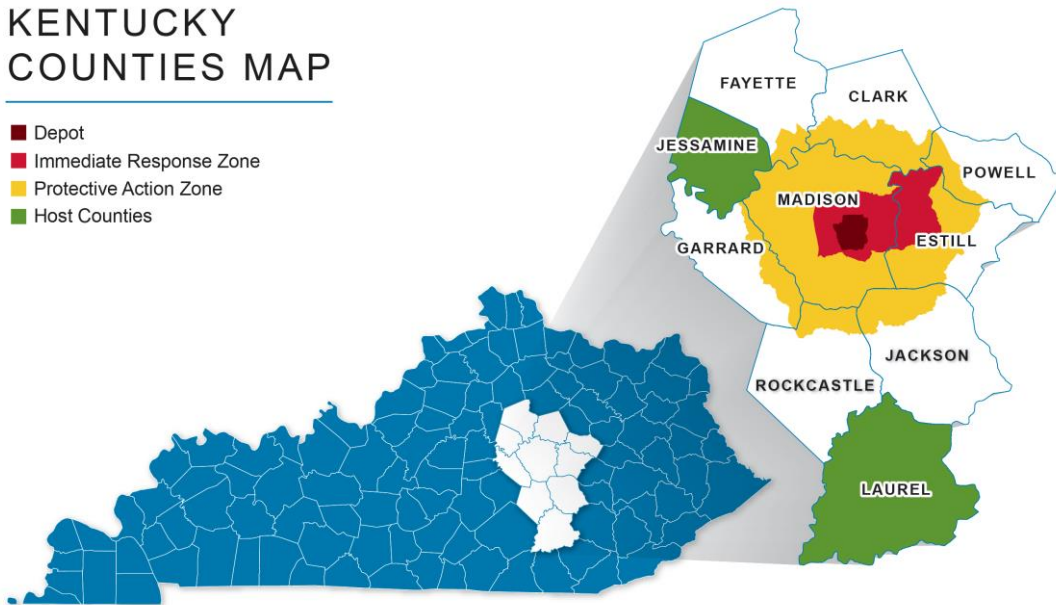 KENTUCKY
COUNTIES MAP
Depot
Immediate Response Zone
Protective Action Zone
Host Counties
FAYETTE
CLARK
JESSAMINE
POWELL
MADISON
GARRARD
ESTILL
JACKSON
ROCKCASTLE
LAUREL